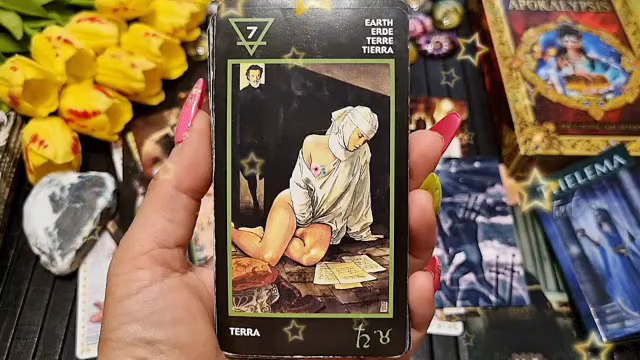 7
EARTH
ERDE
TERRE
TIERRA
TERRA
APOKALYPSIS
THELEMA